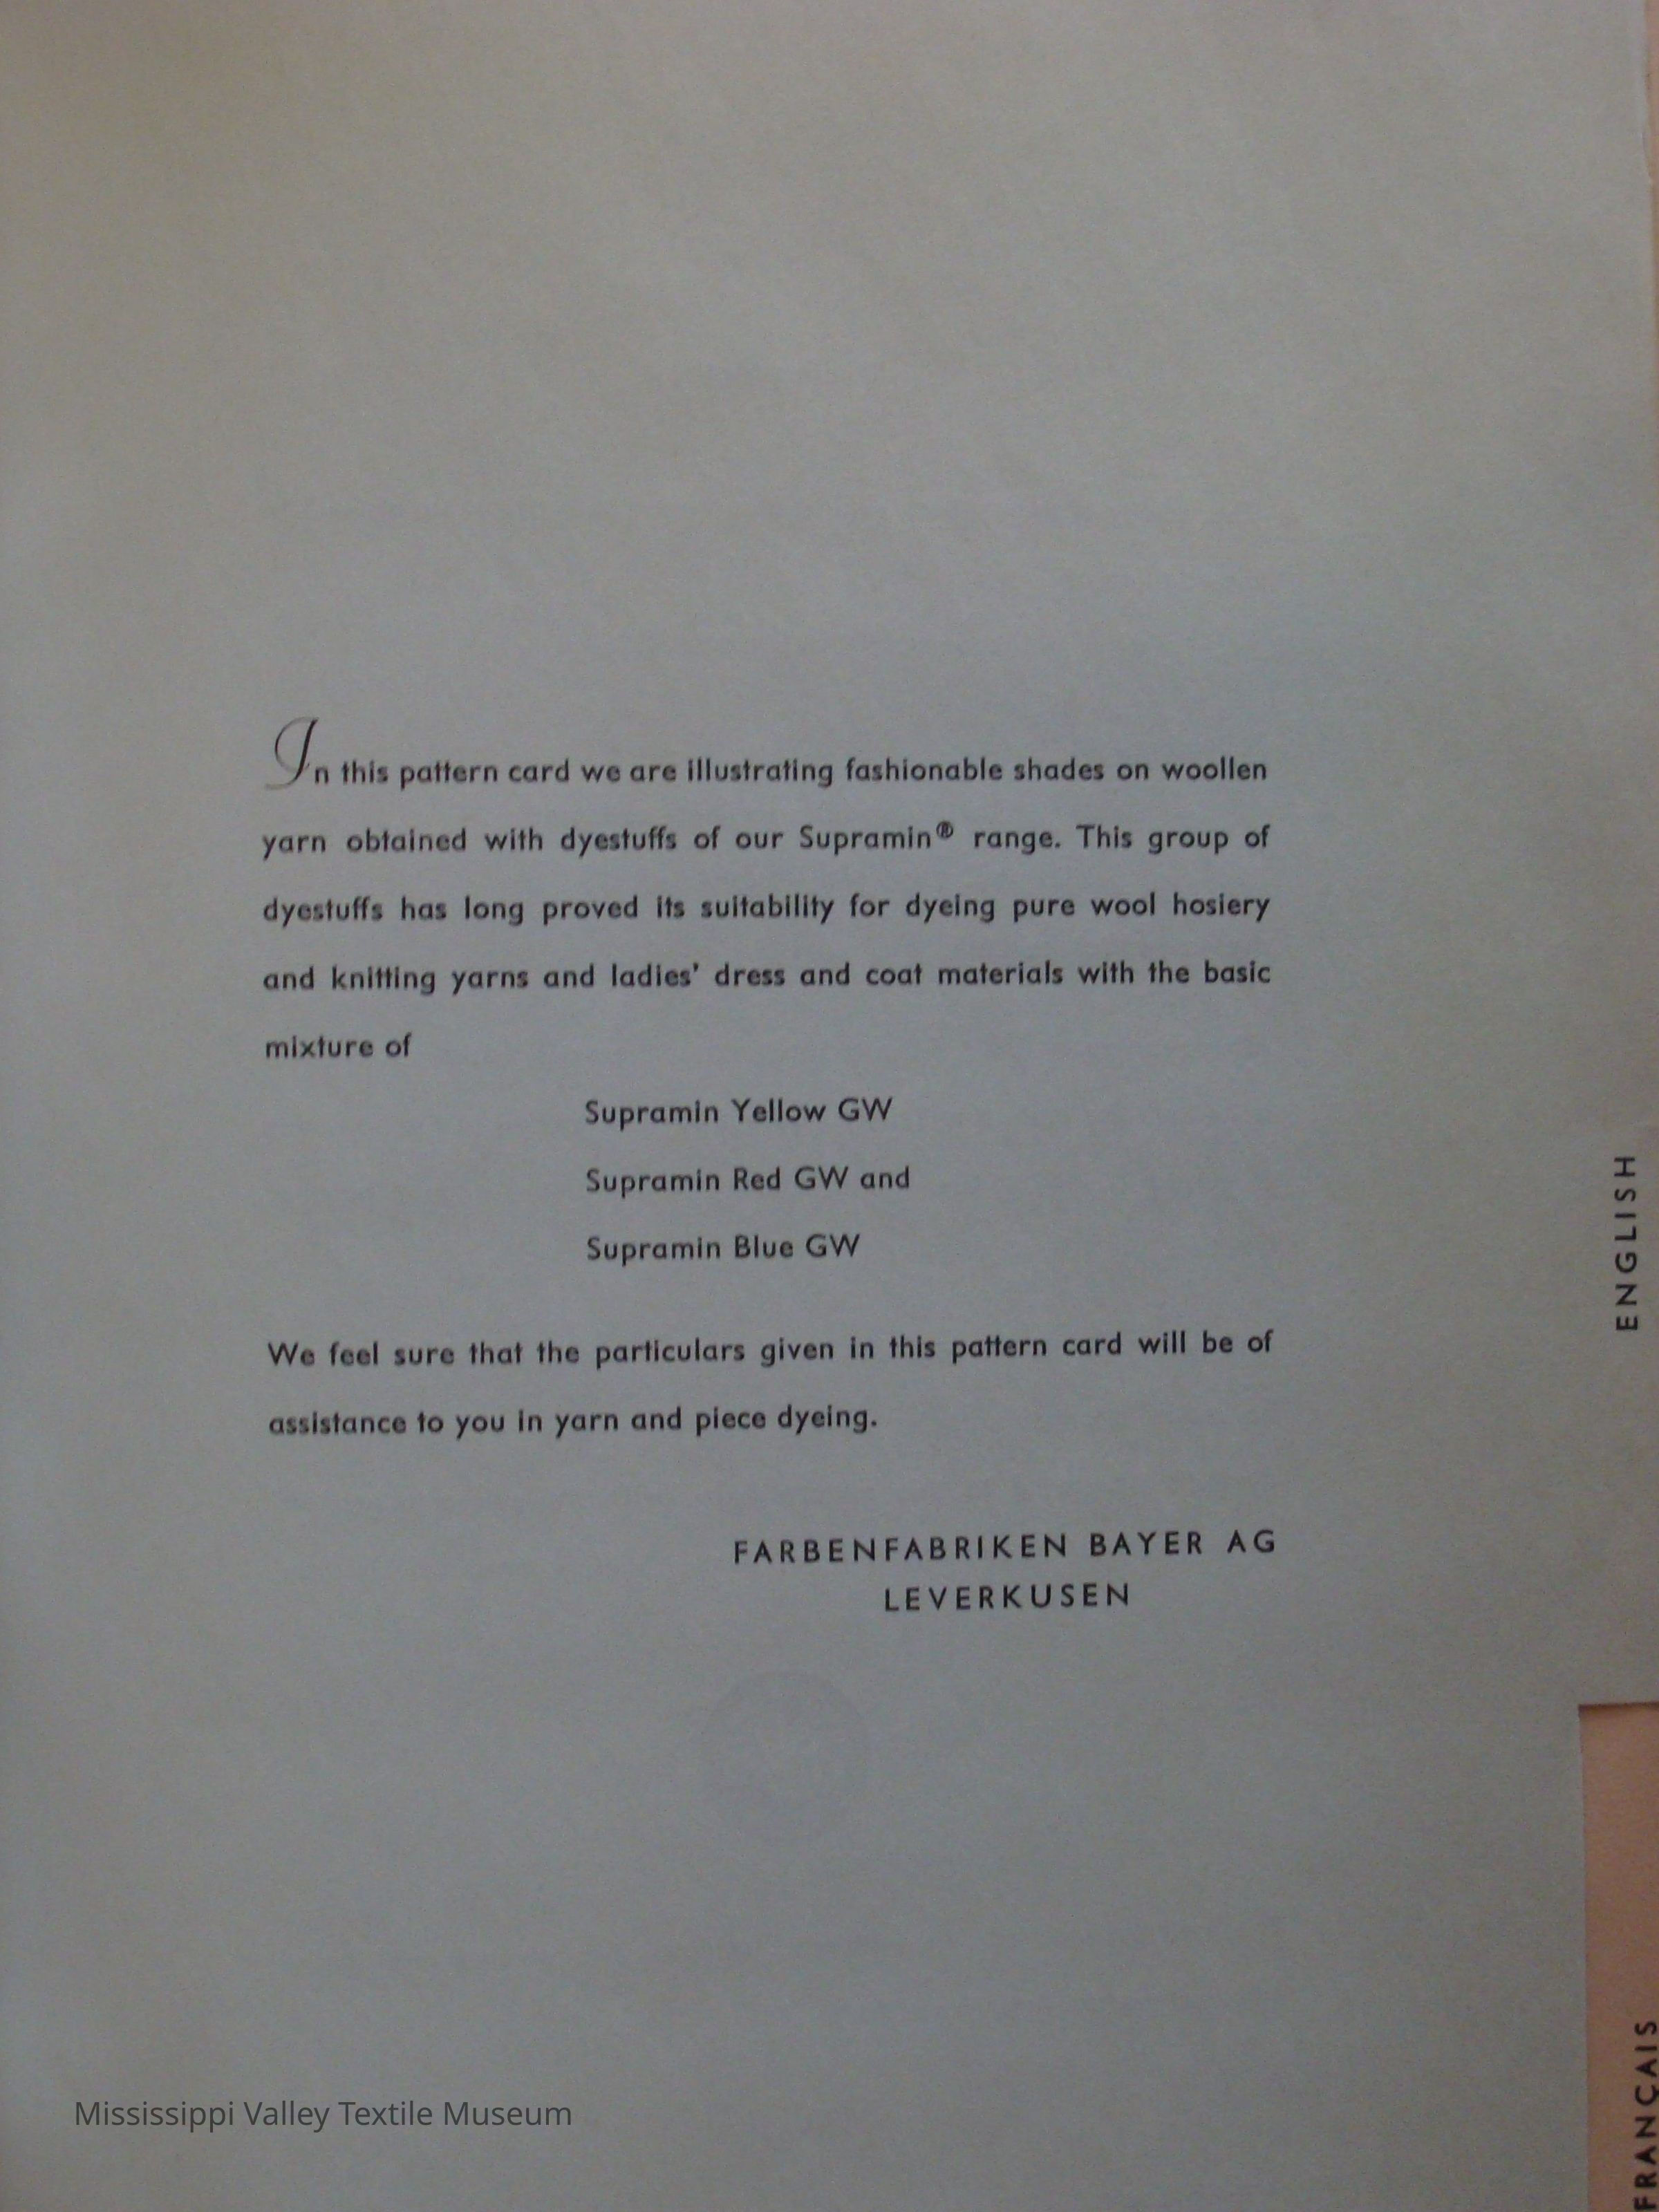 In this pattern card we are illustrating fashionable shades on woollen
yarn obtained with dyestuffs of our Supramin® range. This group of
dyestuffs has long proved its suitability for dyeing pure wool hosiery
and knitting yarns and ladies' dress and coat materials with the basic
mixture of
Supramin Yellow GW
Supramin Red GW and
Supramin Blue GW
We feel sure that the particulars given in this pattern card will be of
assistance to you in yarn and piece dyeing.
FARBENFABRIKEN BAYER AG
LEVERKUSEN
ENGLISH
FRANÇAIS
Mississippi Valley Textile Museum